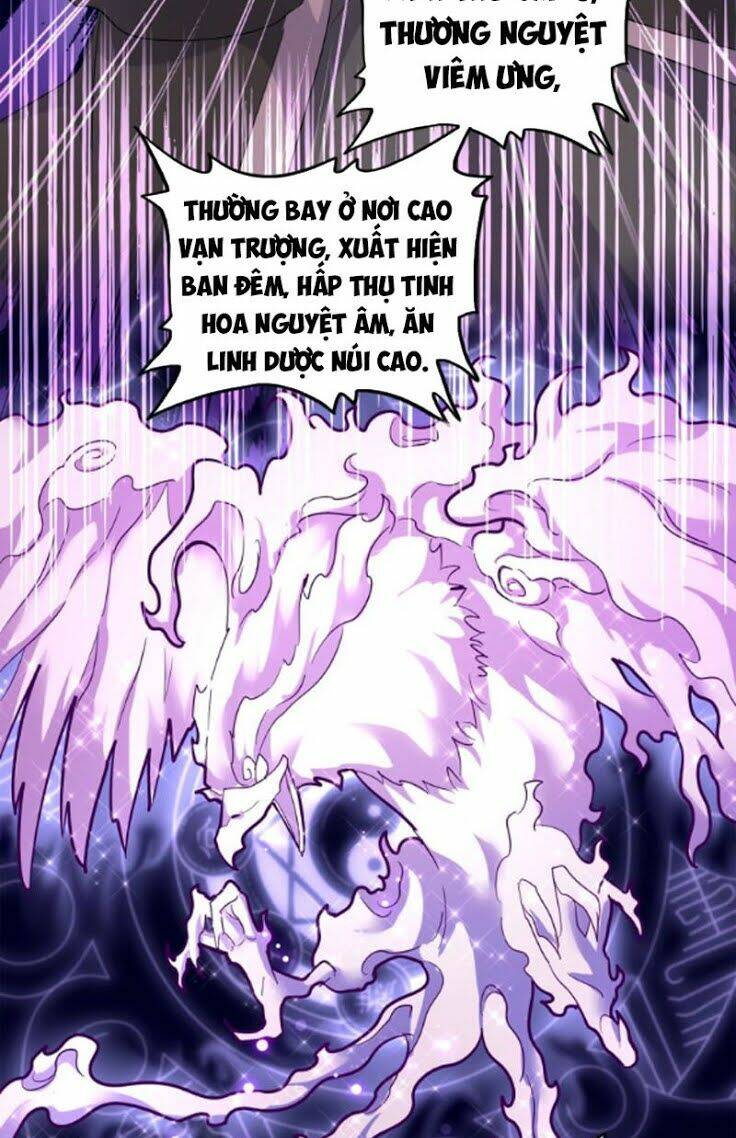 THƯƠNG NGUYỆT
VIÊM ƯNG,
THƯỜNG BAY Ở NƠI CAO
VẠN TRƯỢNG, XUẤT HIỆN
BAN ĐÊM, HẤP THỤ TINH
HOA NGUYỆT ÂM, ĂN
LINH DƯỢC NÚI CAO.